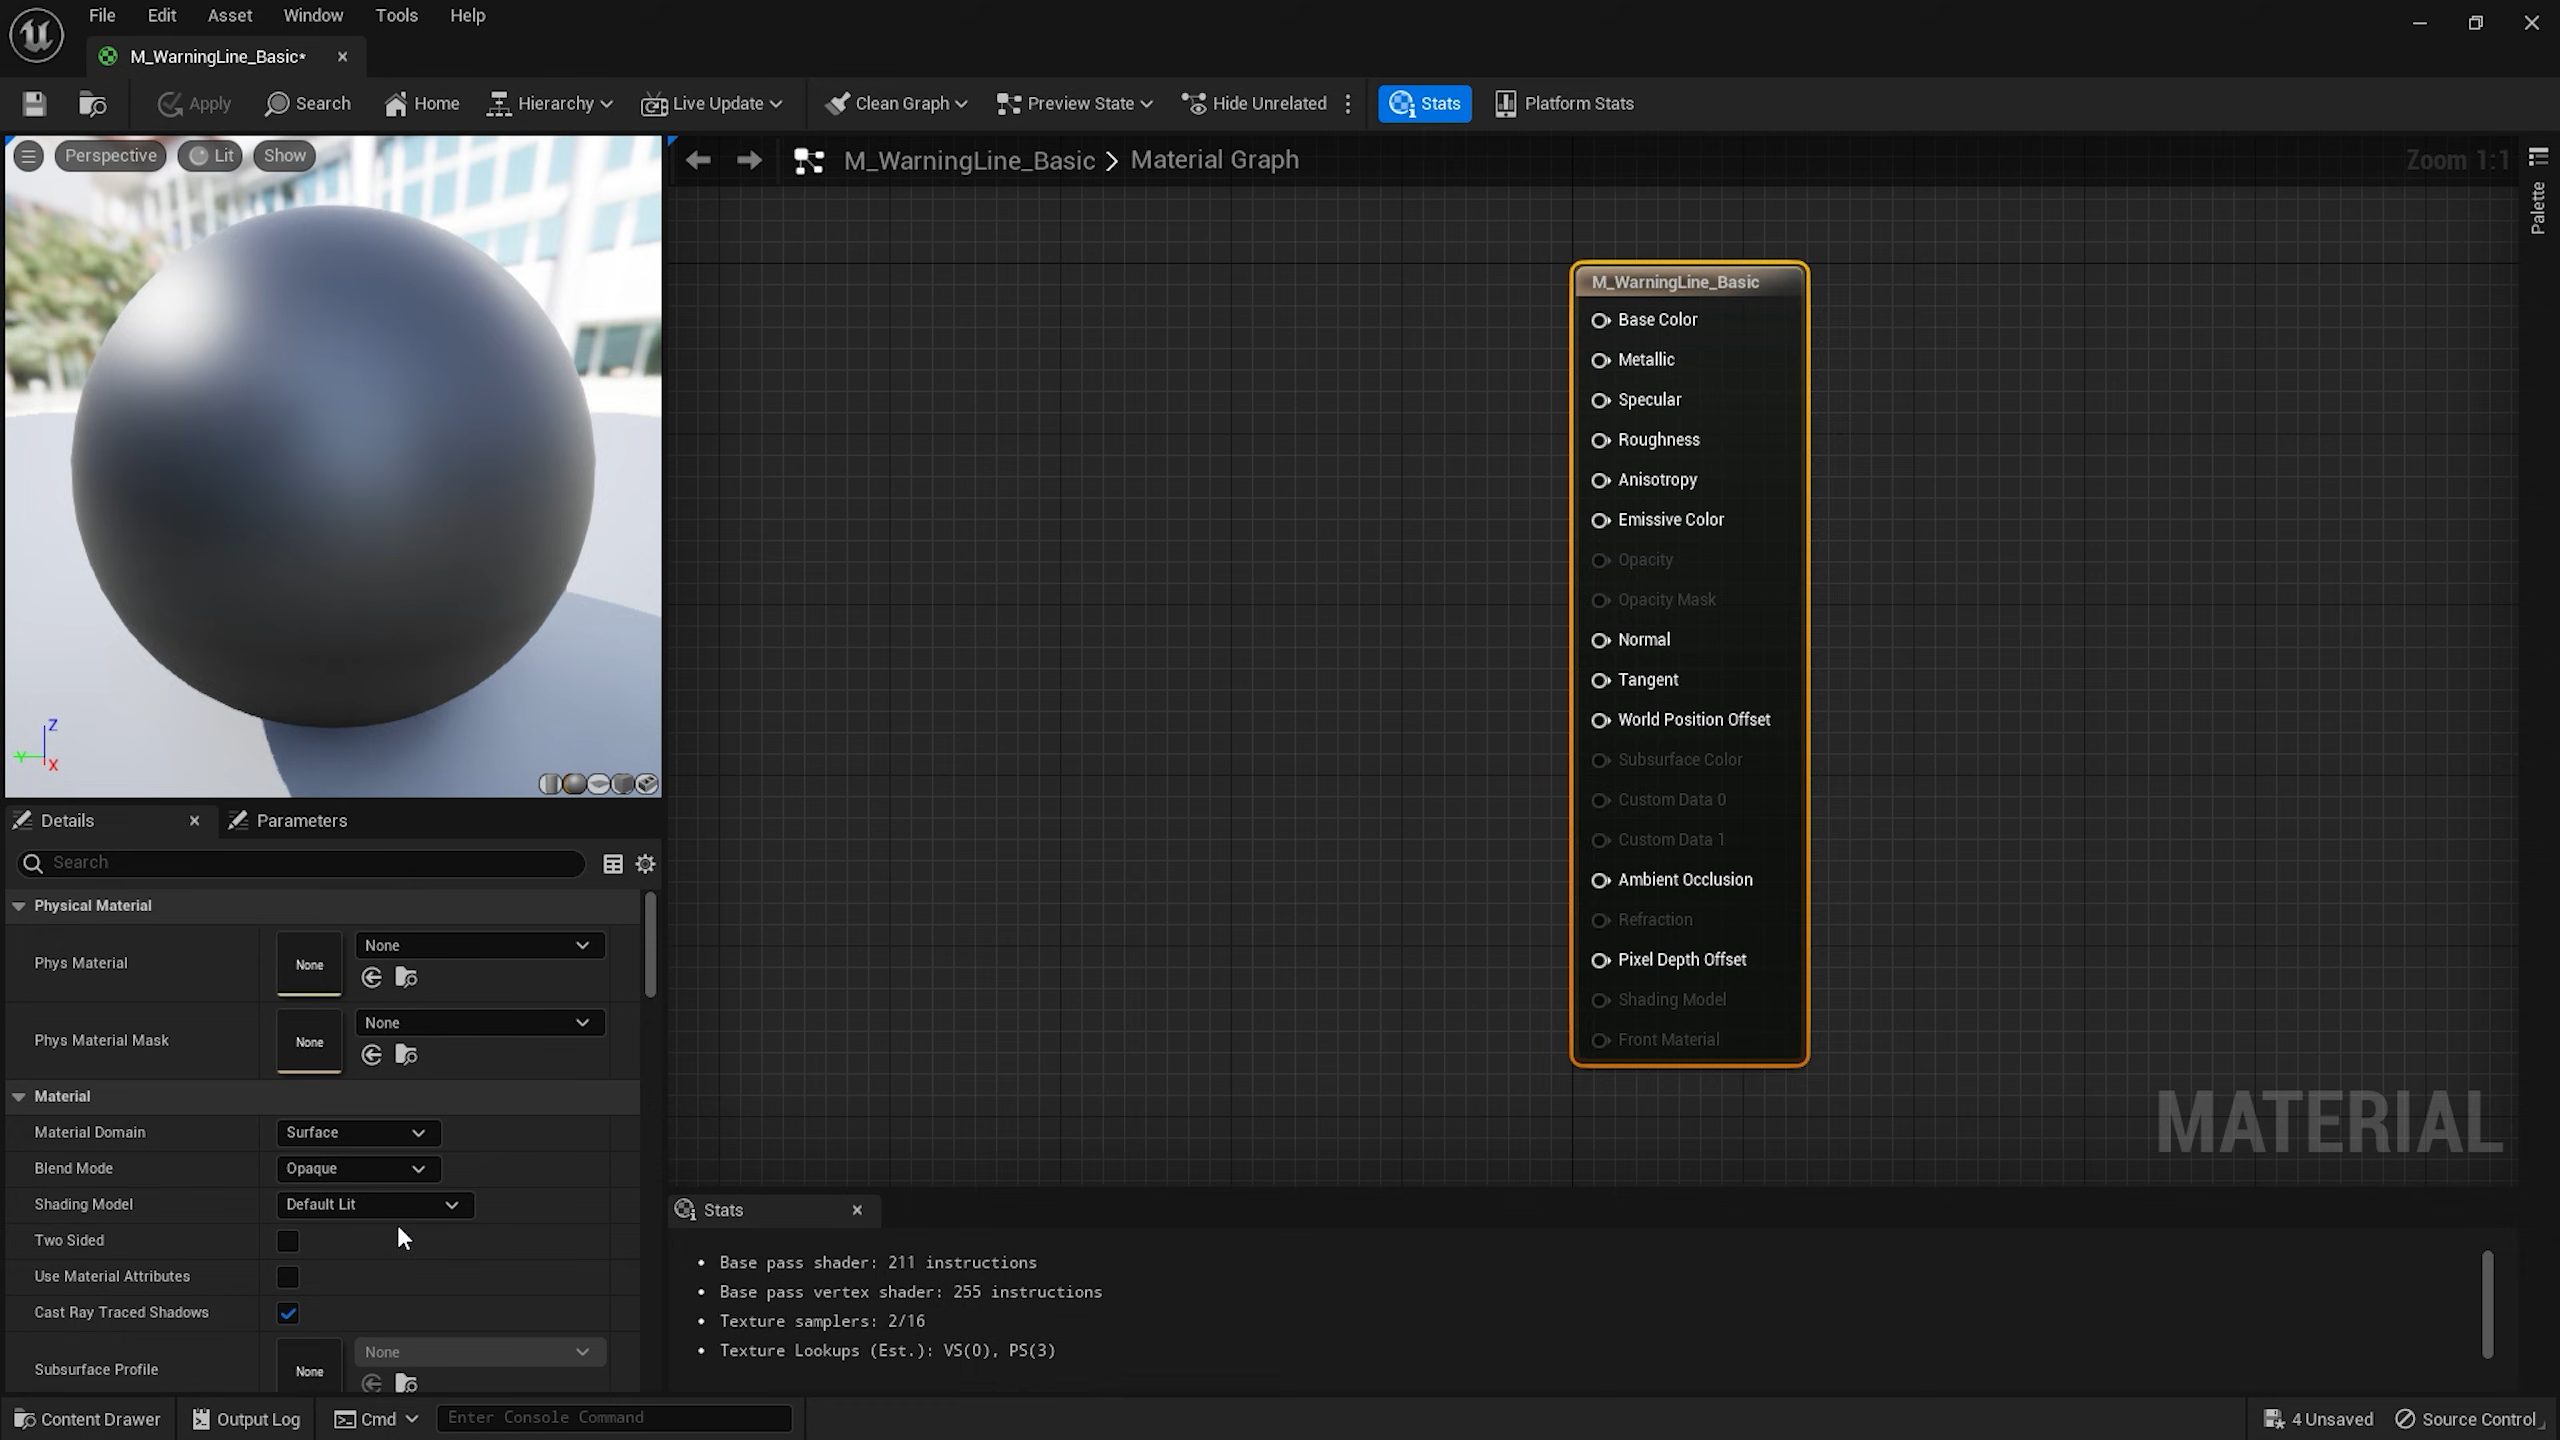 File Edit Asset Window Tools Help
M_WarningLine_Basic*
Apply Search Home Hierarchy Live Update Clean Graph Preview State Hide Unrelated Stats Platform Stats
Perspective Lit Show
M_WarningLine_Basic > Material Graph
Zoom 1:1
Palette
M_WarningLine_Basic
Base Color
Metallic
Specular
Roughness
Anisotropy
Emissive Color
Opacity
Opacity Mask
Normal
Tangent
World Position Offset
Subsurface Color
Custom Data 0
Custom Data 1
Ambient Occlusion
Refraction
Pixel Depth Offset
Shading Model
Front Material
MATERIAL
Z
Y
X
Details Parameters
Search
Physical Material
Phys Material None None
Phys Material Mask None None
Material
Material Domain Surface
Blend Mode Opaque
Shading Model Default Lit
Two Sided
Use Material Attributes
Cast Ray Traced Shadows
Subsurface Profile None None
Stats
• Base pass shader: 211 instructions
• Base pass vertex shader: 255 instructions
• Texture samplers: 2/16
• Texture Lookups (Est.): VS(0), PS(3)
Content Drawer Output Log Cmd Enter Console Command 4 Unsaved Source Control